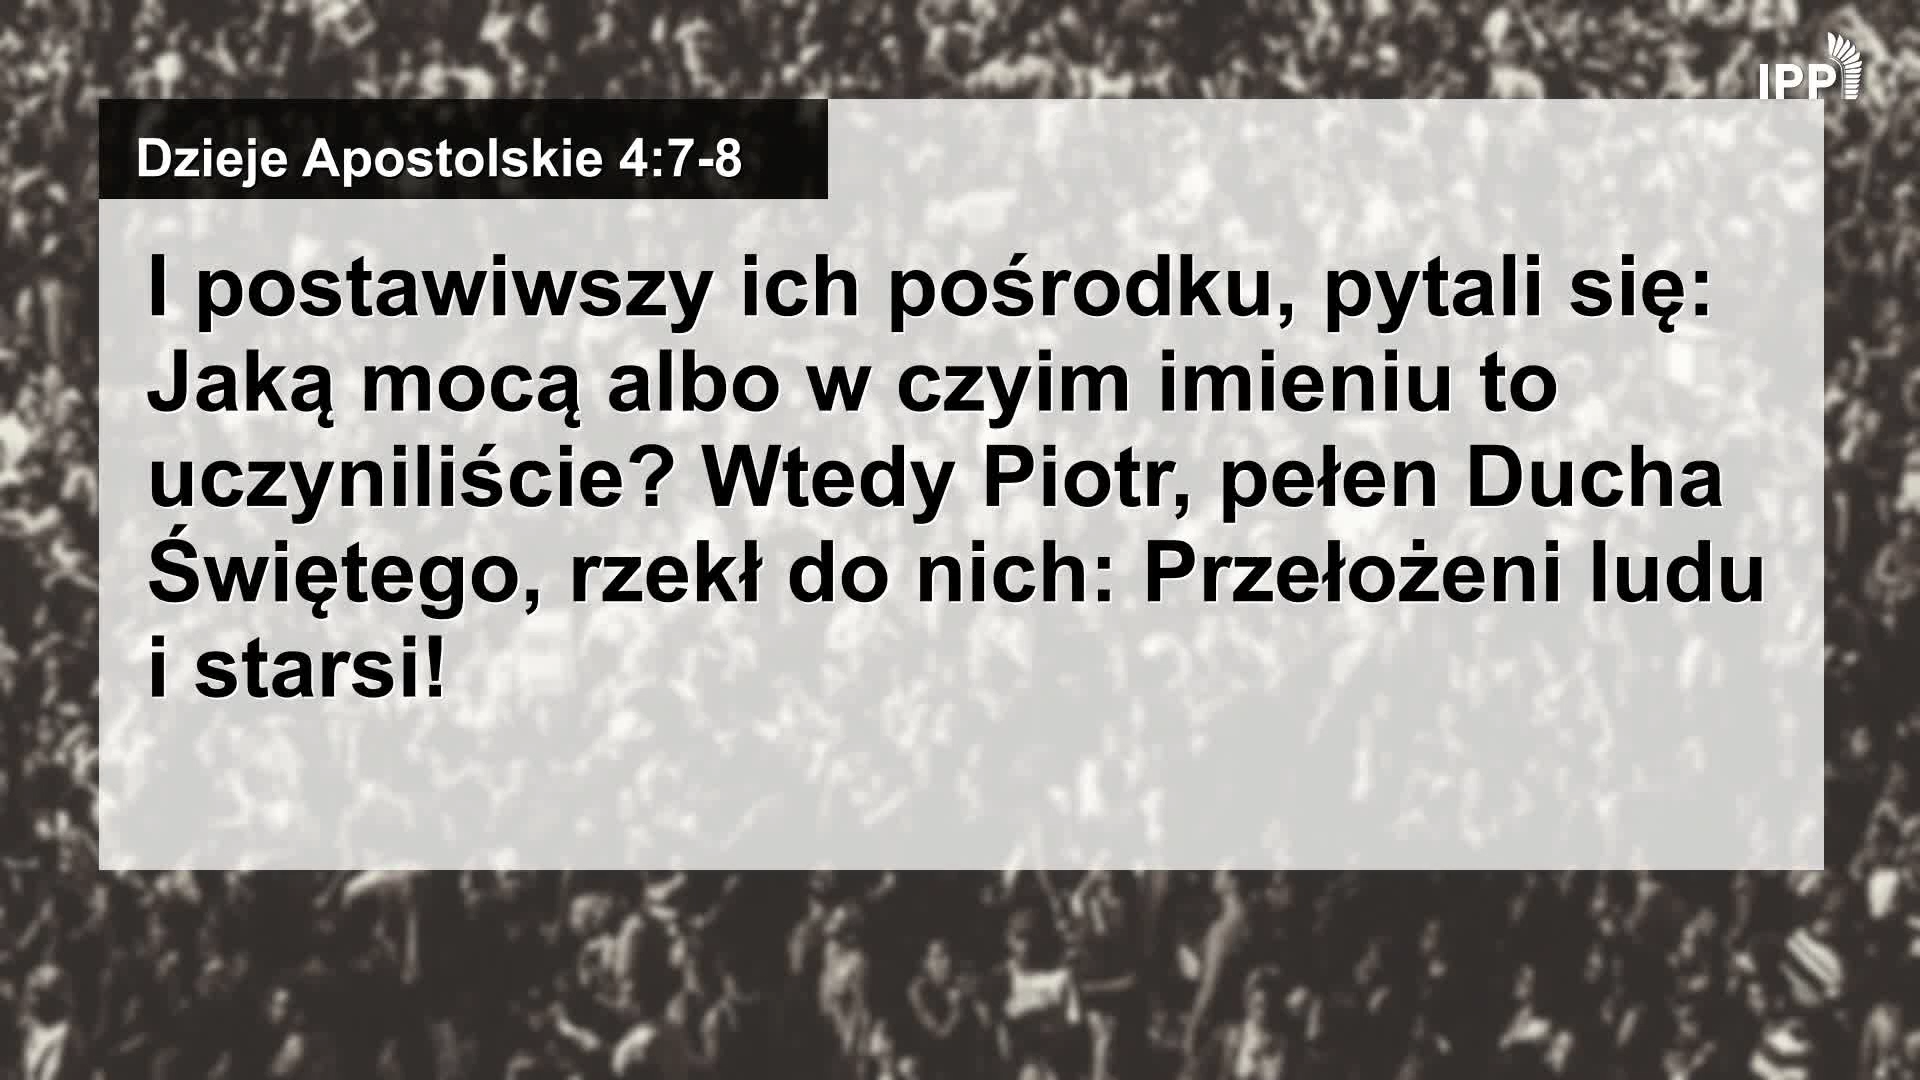 IPP
Dzieje Apostolskie 4:7-8
I postawiwszy ich pośrodku, pytali się:
Jaką mocą albo w czyim imieniu to
uczyniliście? Wtedy Piotr, pełen Ducha
Świętego, rzekł do nich: Przełożeni ludu
i starsi!